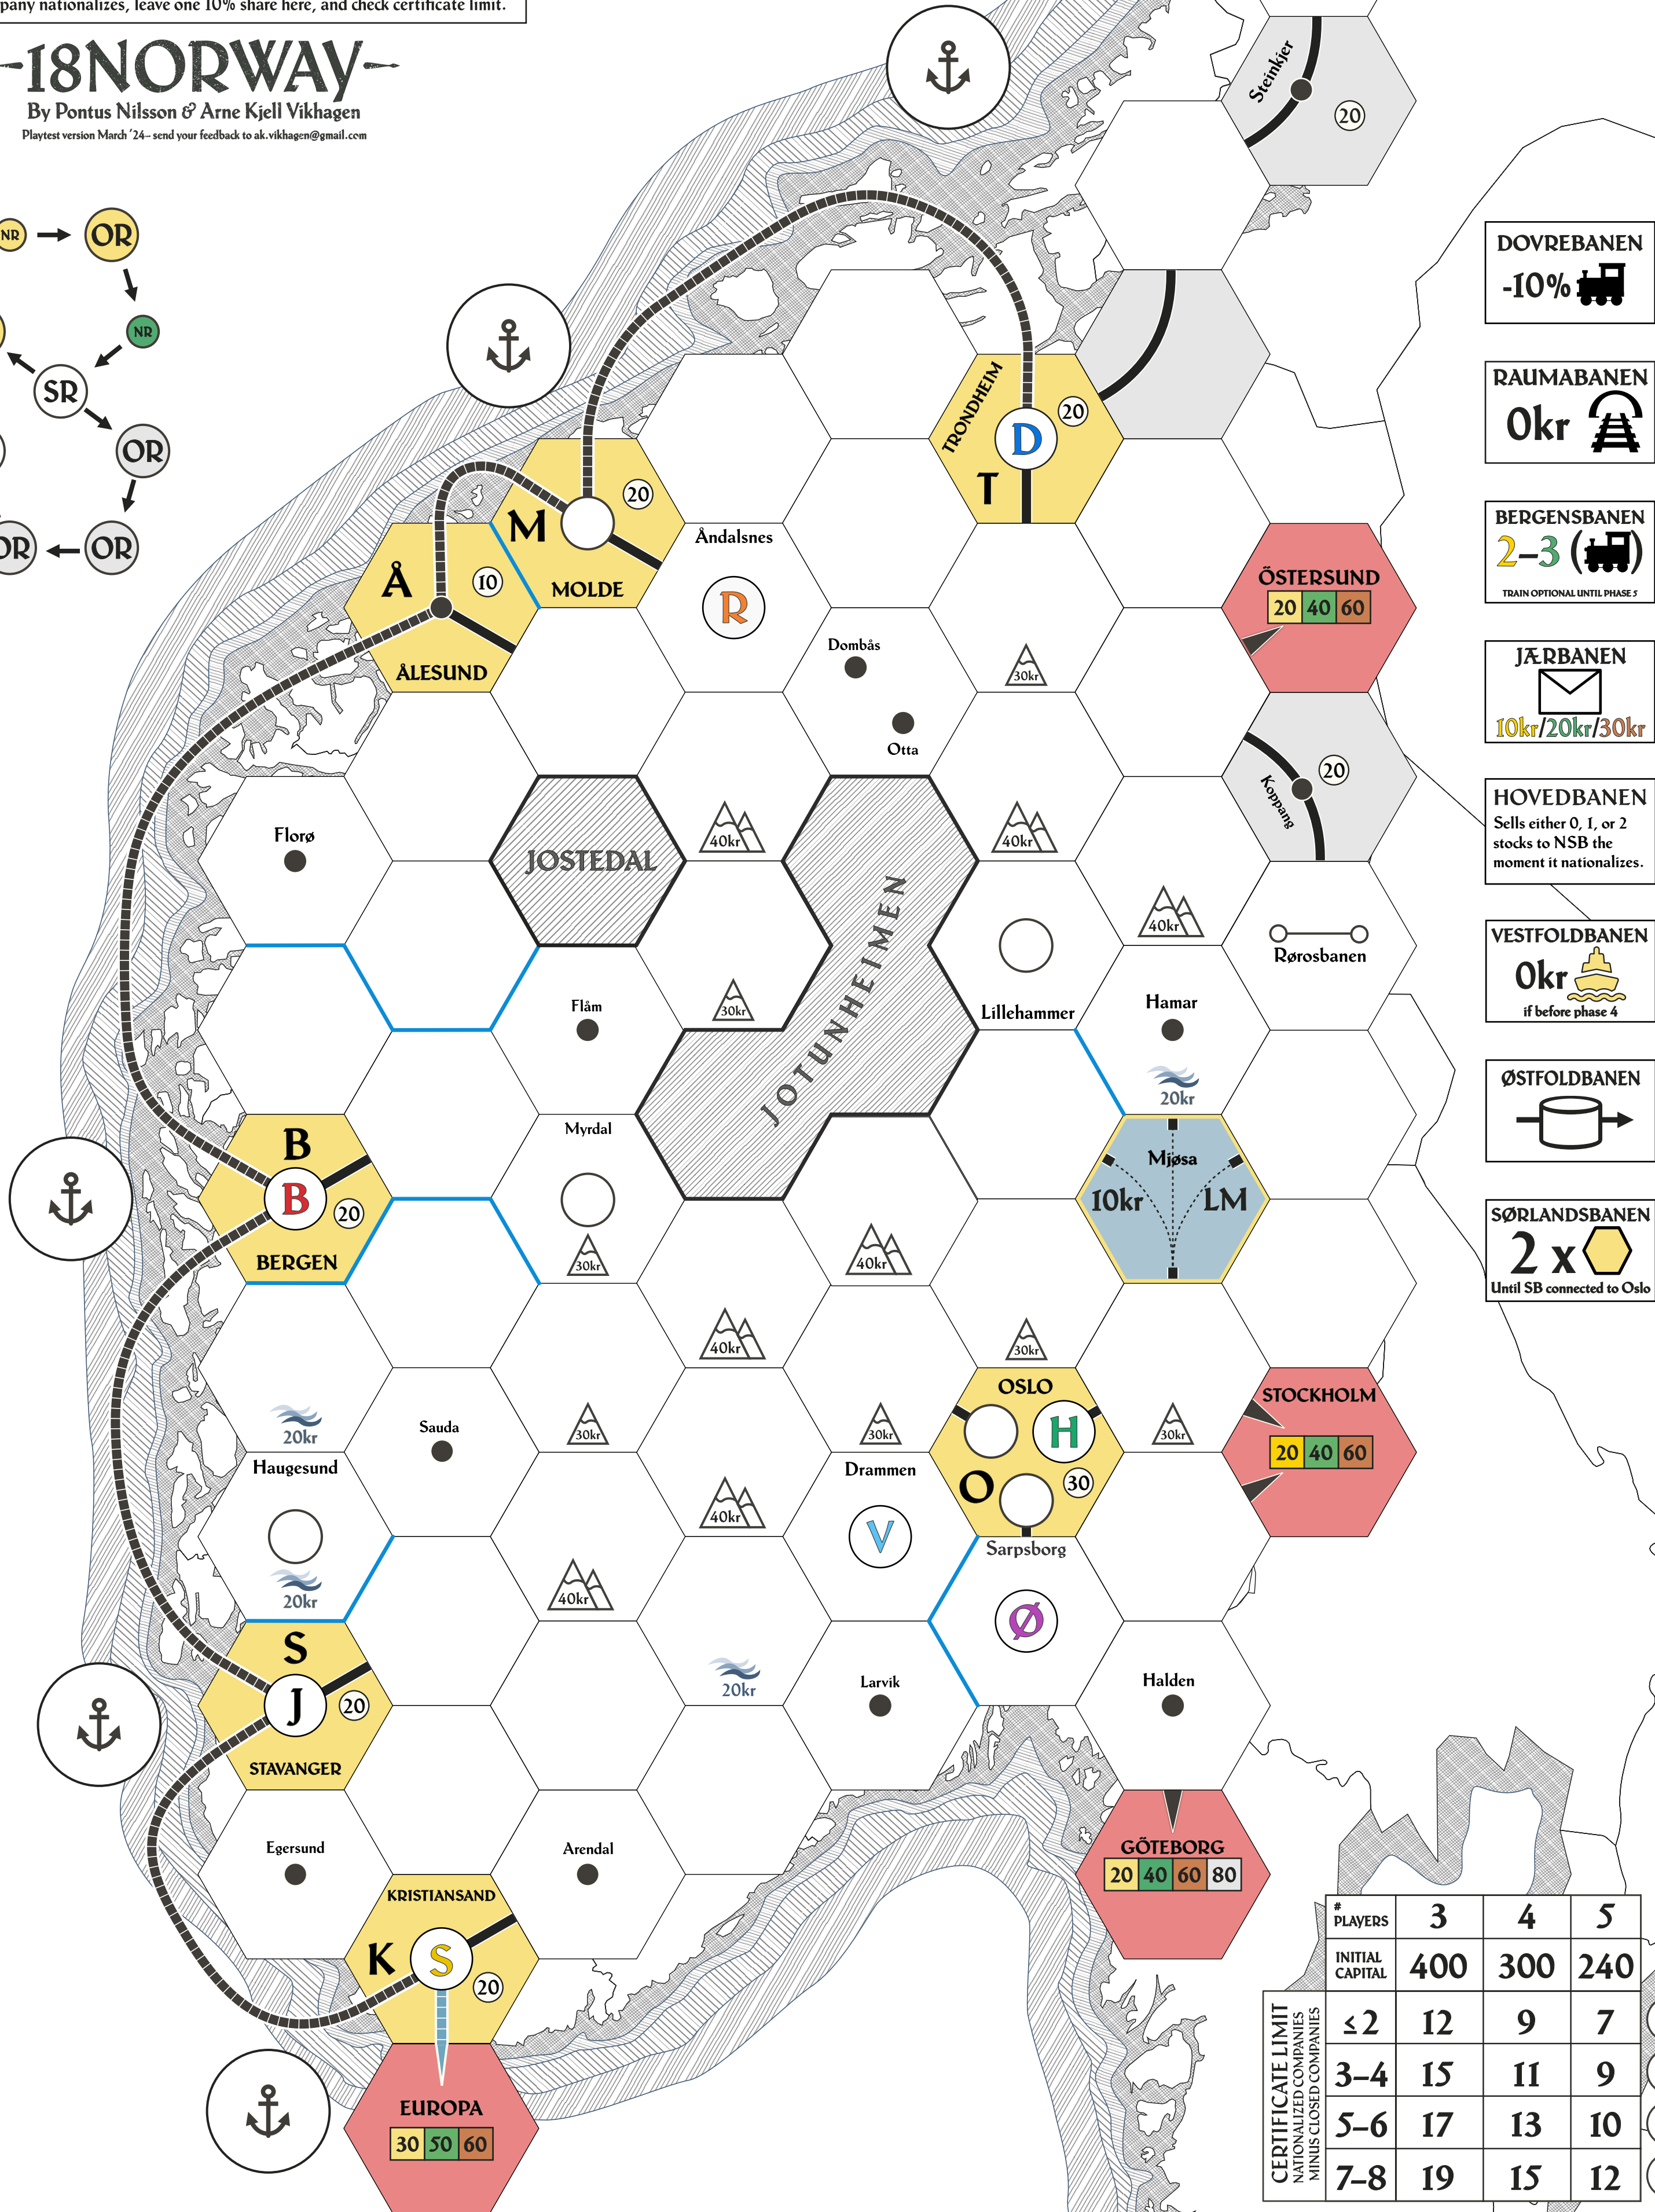 pany nationalizes, leave one 10% share here, and check certificate limit.
18NORWAY
By Pontus Nilsson & Arne Kjell Vikhagen
Playtest version March '24– send your feedback to ak.vikhagen@gmail.com
NR
OR
NR
SR
OR
OR
OR
Steinkjer
20
TRONDHEIM
20
D
T
M
20
MOLDE
Å
10
ÅLESUND
Åndalsnes
R
Dombås
Otta
30kr
ÖSTERSUND
20 40 60
Koppang
20
Florø
JOSTEDAL
40kr
40kr
JOTUNHEIMEN
40kr
Lillehammer
Rørosbanen
Flåm
30kr
Hamar
20kr
B
B
20
BERGEN
Myrdal
30kr
40kr
Mjøsa
10kr
LM
40kr
30kr
20kr
Sauda
30kr
30kr
OSLO
H
O
30
30kr
STOCKHOLM
20 40 60
Haugesund
20kr
40kr
Drammen
V
40kr
Sarpsborg
Ø
S
J
20
STAVANGER
20kr
Larvik
Halden
Egersund
Arendal
KRISTIANSAND
K
S
20
GÖTEBORG
20 40 60 80
EUROPA
30 50 60
DOVREBANEN
-10%
RAUMABANEN
0kr
BERGENSBANEN
2–3 ( )
TRAIN OPTIONAL UNTIL PHASE 5
JÆRBANEN
10kr/20kr/30kr
HOVEDBANEN
Sells either 0, 1, or 2
stocks to NSB the
moment it nationalizes.
VESTFOLDBANEN
0kr
if before phase 4
ØSTFOLDBANEN
SØRLANDSBANEN
2 x
Until SB connected to Oslo
# PLAYERS 3 4 5
INITIAL CAPITAL 400 300 240
CERTIFICATE LIMIT
NATIONALIZED COMPANIES
MINUS CLOSED COMPANIES
≤2 12 9 7
3–4 15 11 9
5–6 17 13 10
7–8 19 15 12